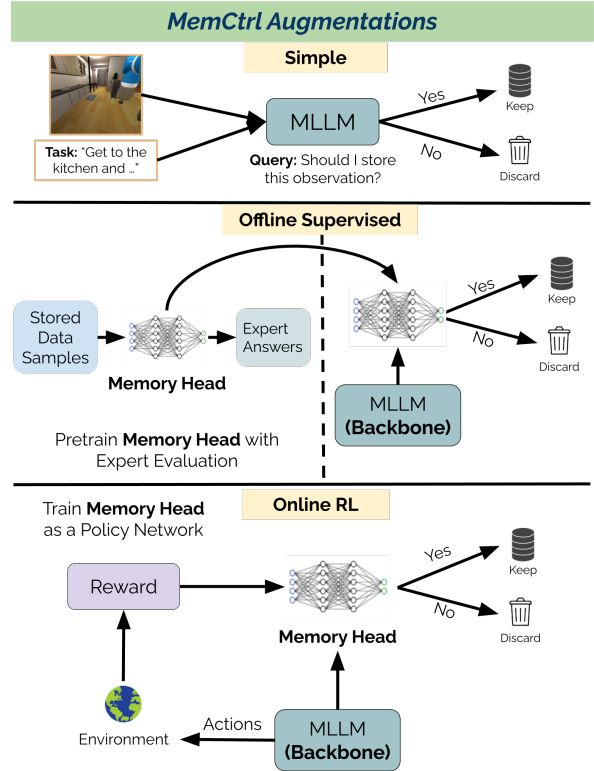 MemCtrl Augmentations
Simple
Task: "Get to the
kitchen and ..."
MLLM
Query: Should I store
this observation?
Yes
Keep
No
Discard
Offline Supervised
Stored
Data
Samples
Memory Head
Expert
Answers
Pretrain Memory Head with
Expert Evaluation
MLLM
(Backbone)
Yes
Keep
No
Discard
Online RL
Train Memory Head
as a Policy Network
Reward
Memory Head
Yes
Keep
No
Discard
Environment
Actions
MLLM
(Backbone)